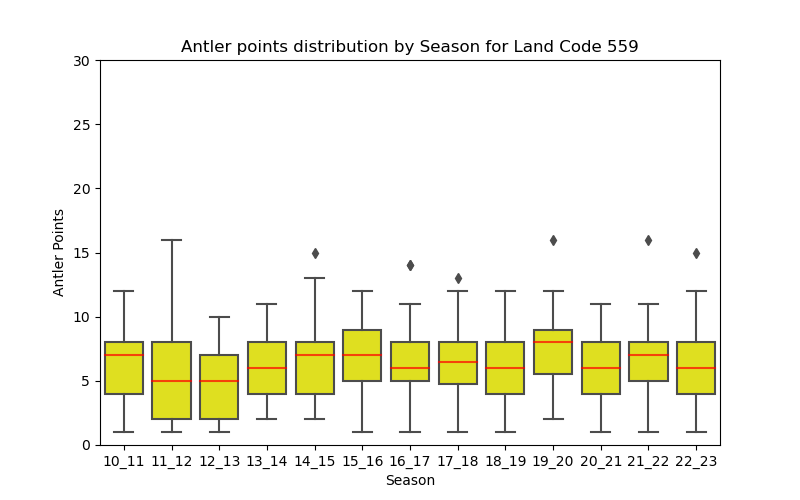 Antler points distribution by Season for Land Code 559
30
25
20
15
10
5
0
Antler Points
10_11 11_12 12_13 13_14 14_15 15_16 16_17 17_18 18_19 19_20 20_21 21_22 22_23
Season